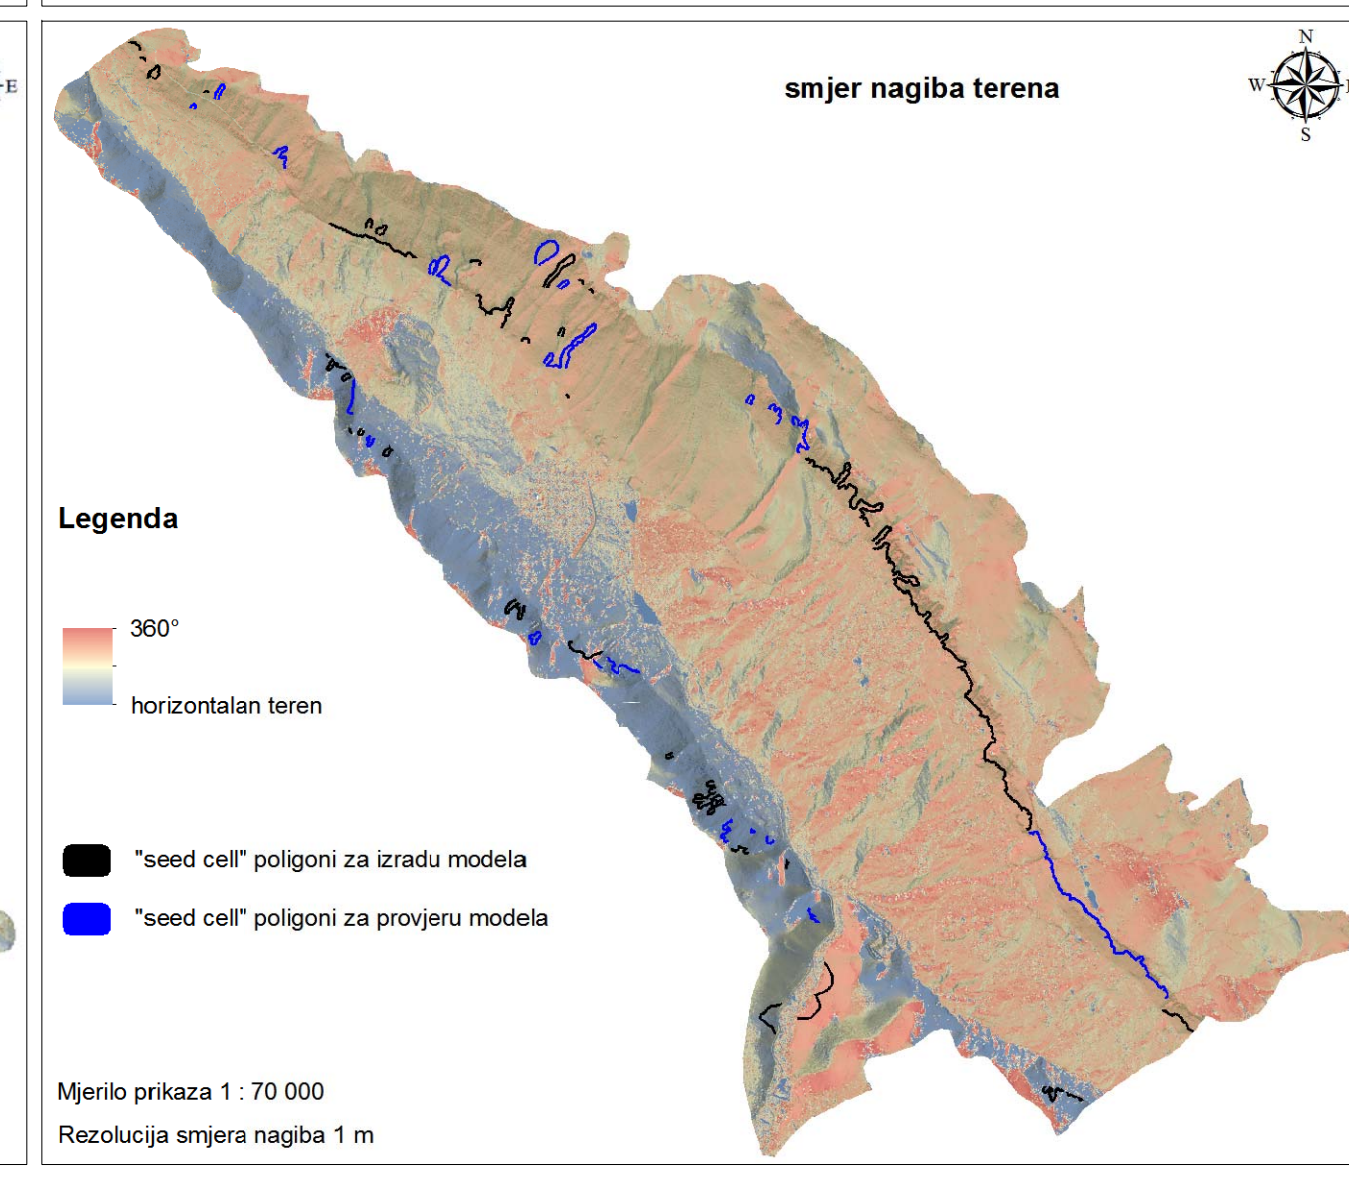 E
smjer nagiba terena
N
W
S
Legenda
360°
horizontalan teren
"seed cell" poligoni za izradu modela
"seed cell" poligoni za provjeru modela
Mjerilo prikaza 1 : 70 000
Rezolucija smjera nagiba 1 m